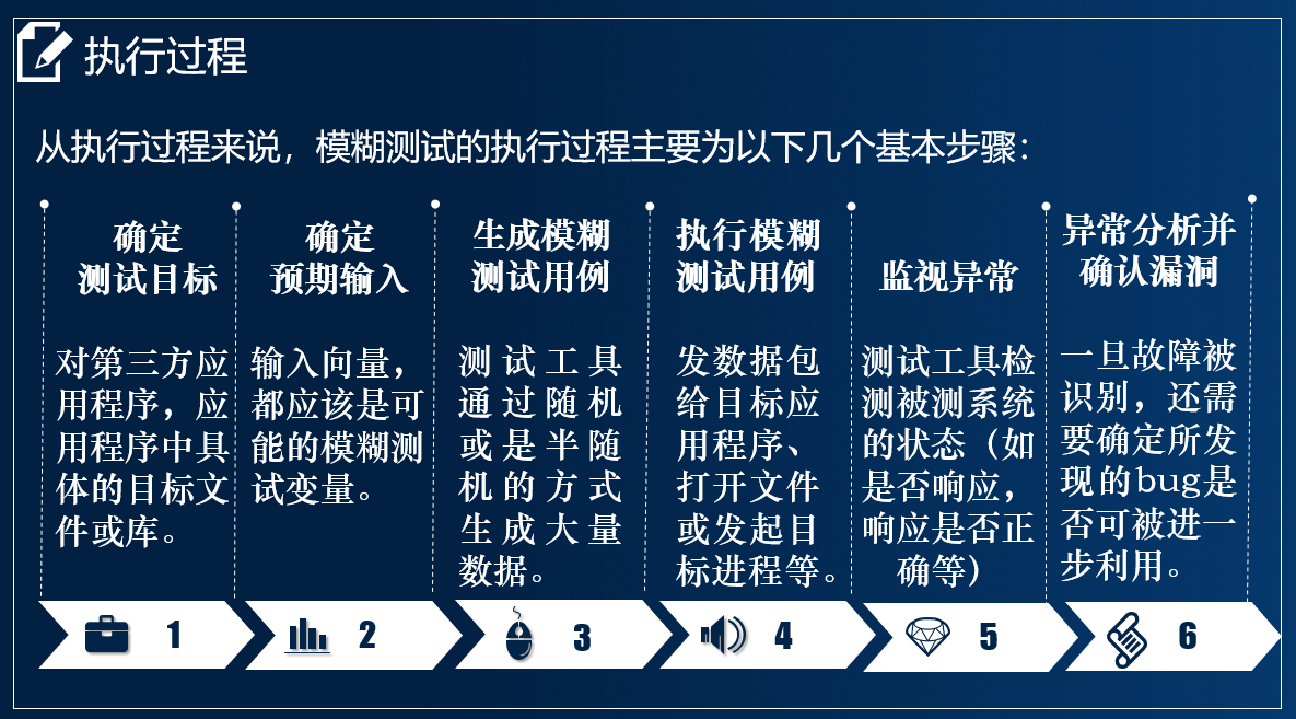 执行过程
从执行过程来说，模糊测试的执行过程主要为以下几个基本步骤：
确定
测试目标
对第三方应
用程序，应
用程序中具
体的目标文
件或库。
1
确定
预期输入
输入向量，
都应该是可
能的模糊测
试变量。
2
生成模糊
测试用例
测试工具
通过随机
或是半随
机的方式
生成大量
数据。
3
执行模糊
测试用例
发数据包
给目标应
用程序、
打开文件
或发起目
标进程等。
4
监视异常
测试工具检
测被测系统
的状态（如
是否响应，
响应是否正
确等）
5
异常分析并
确认漏洞
一旦故障被
识别，还需
要确定所发
现的bug是
否可被进一
步利用。
6